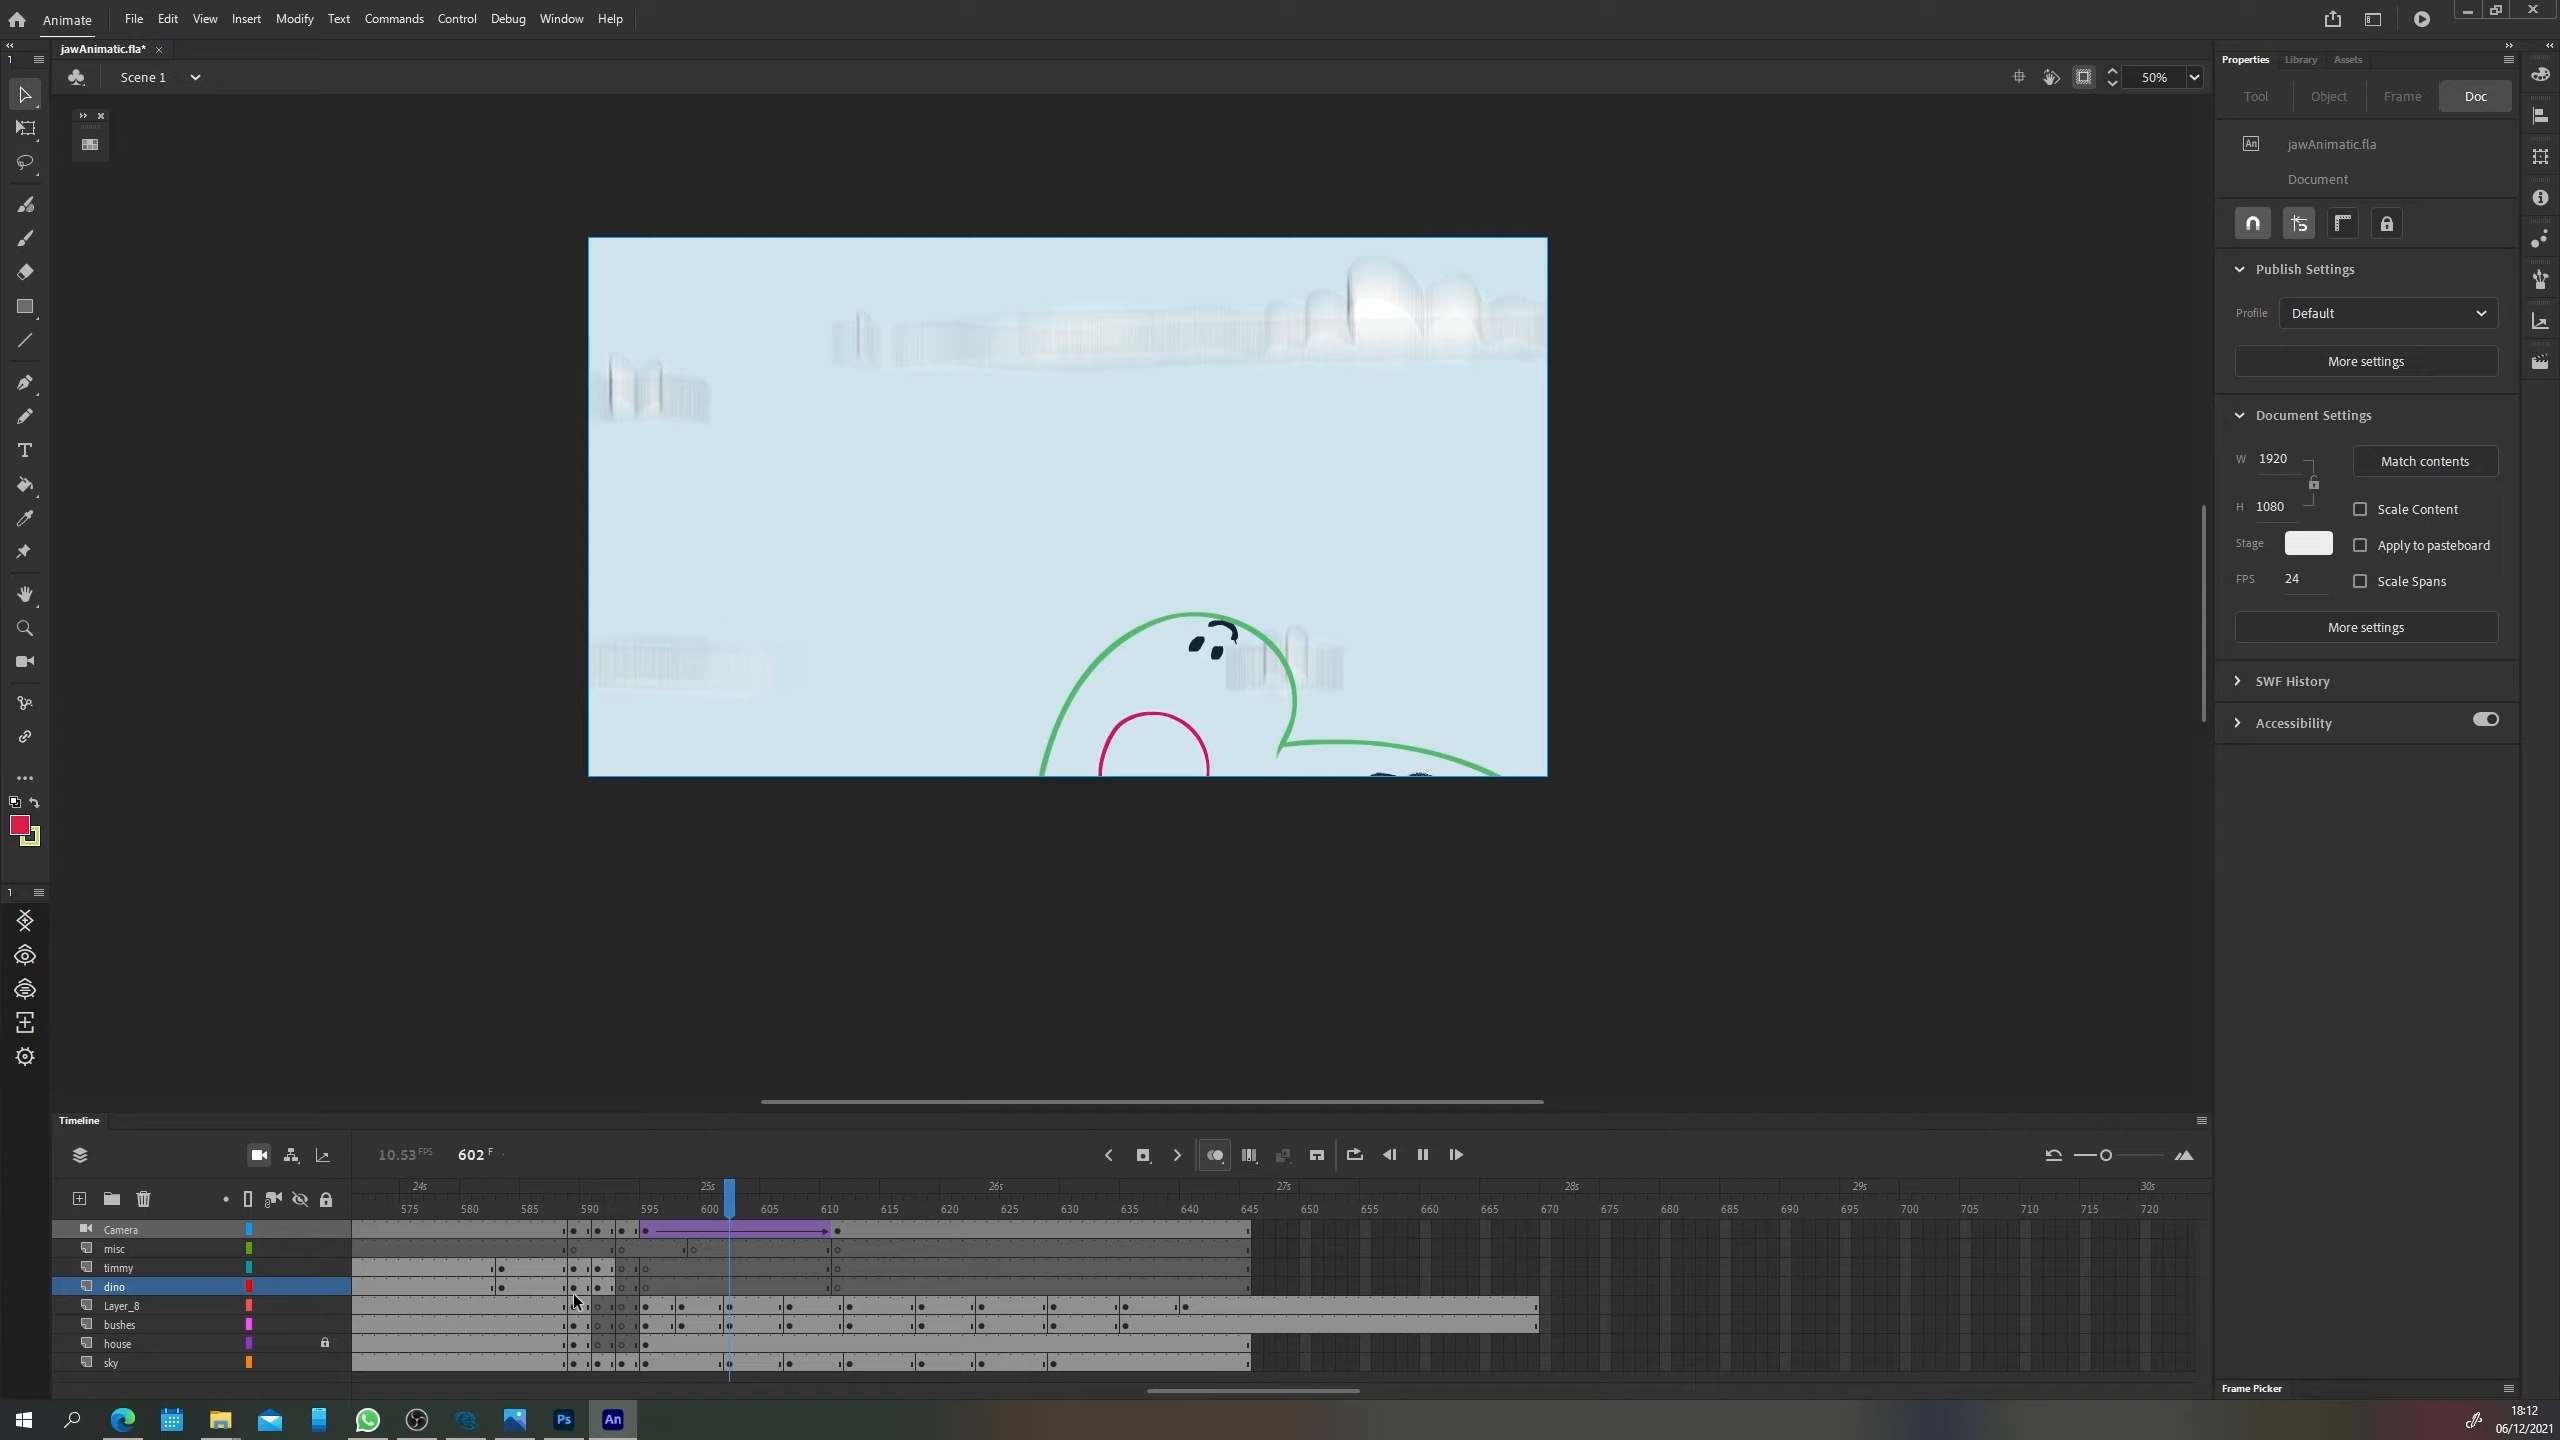 Animate File Edit View Insert Modify Text Commands Control Debug Window Help
jawAnimatic.fla*
1 Properties Library Assets
Scene 1 50%
Tool Object Frame Doc
An jawAnimatic.fla
Document
Publish Settings
Profile Default
More settings
Document Settings
W 1920 Match contents
H 1080 Scale Content
Stage Apply to pasteboard
FPS 24 Scale Spans
More settings
SWF History
Accessibility
T
1
Timeline
10.53 FPS 602 F
24s 25s 26s 27s 28s 29s 30s
575 580 585 590 595 600 605 610 615 620 625 630 635 640 645 650 655 660 665 670 675 680 685 690 695 700 705 710 715 720
Camera
misc
timmy
dino
Layer_8
bushes
house
sky
Frame Picker
Ps An 18:12
06/12/2021